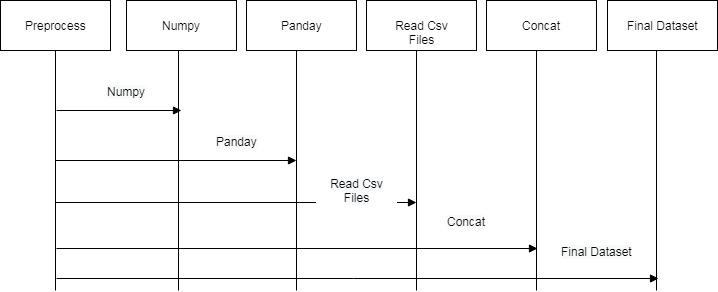 Preprocess
Numpy
Panday
Read Csv
Files
Concat
Final Dataset
Numpy
Panday
Read Csv
Files
Concat
Final Dataset